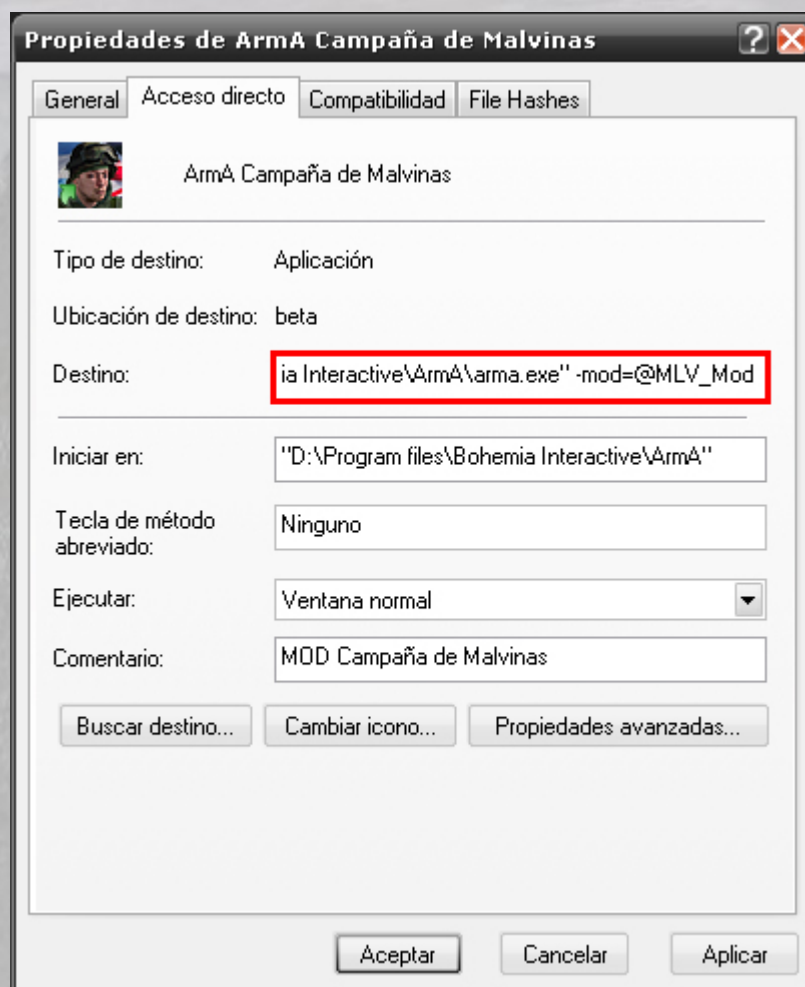 Propiedades de ArmA Campaña de Malvinas
General Acceso directo Compatibilidad File Hashes
ArmA Campaña de Malvinas
Tipo de destino: Aplicación
Ubicación de destino: beta
Destino: ia Interactive\ArmA\arma.exe" -mod=@MLV_Mod
Iniciar en: "D:\Program files\Bohemia Interactive\ArmA"
Tecla de método
abreviado: Ninguno
Ejecutar: Ventana normal
Comentario: MOD Campaña de Malvinas
Buscar destino... Cambiar icono... Propiedades avanzadas...
Aceptar Cancelar Aplicar